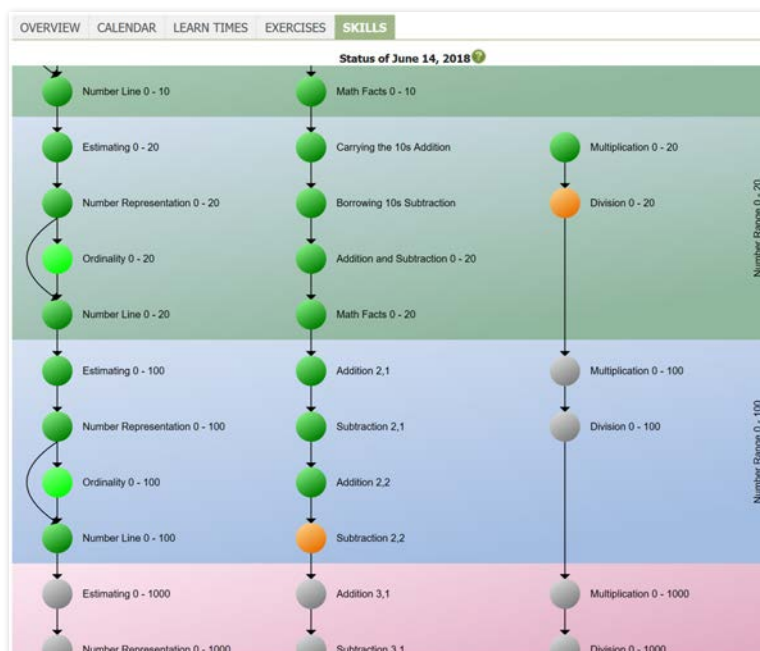 OVERVIEW CALENDAR LEARN TIMES EXERCISES SKILLS
Status of June 14, 2018 ?
Number Line 0 - 10
Math Facts 0 - 10
Estimating 0 - 20
Carrying the 10s Addition
Multiplication 0 - 20
Number Representation 0 - 20
Borrowing 10s Subtraction
Division 0 - 20
Number Range 0 - 20
Ordinality 0 - 20
Addition and Subtraction 0 - 20
Number Line 0 - 20
Math Facts 0 - 20
Estimating 0 - 100
Addition 2,1
Multiplication 0 - 100
Number Representation 0 - 100
Subtraction 2,1
Division 0 - 100
Number Range 0 - 100
Ordinality 0 - 100
Addition 2,2
Number Line 0 - 100
Subtraction 2,2
Estimating 0 - 1000
Addition 3,1
Multiplication 0 - 1000
Number Representation 0 - 1000
Subtraction 3,1
Division 0 - 1000